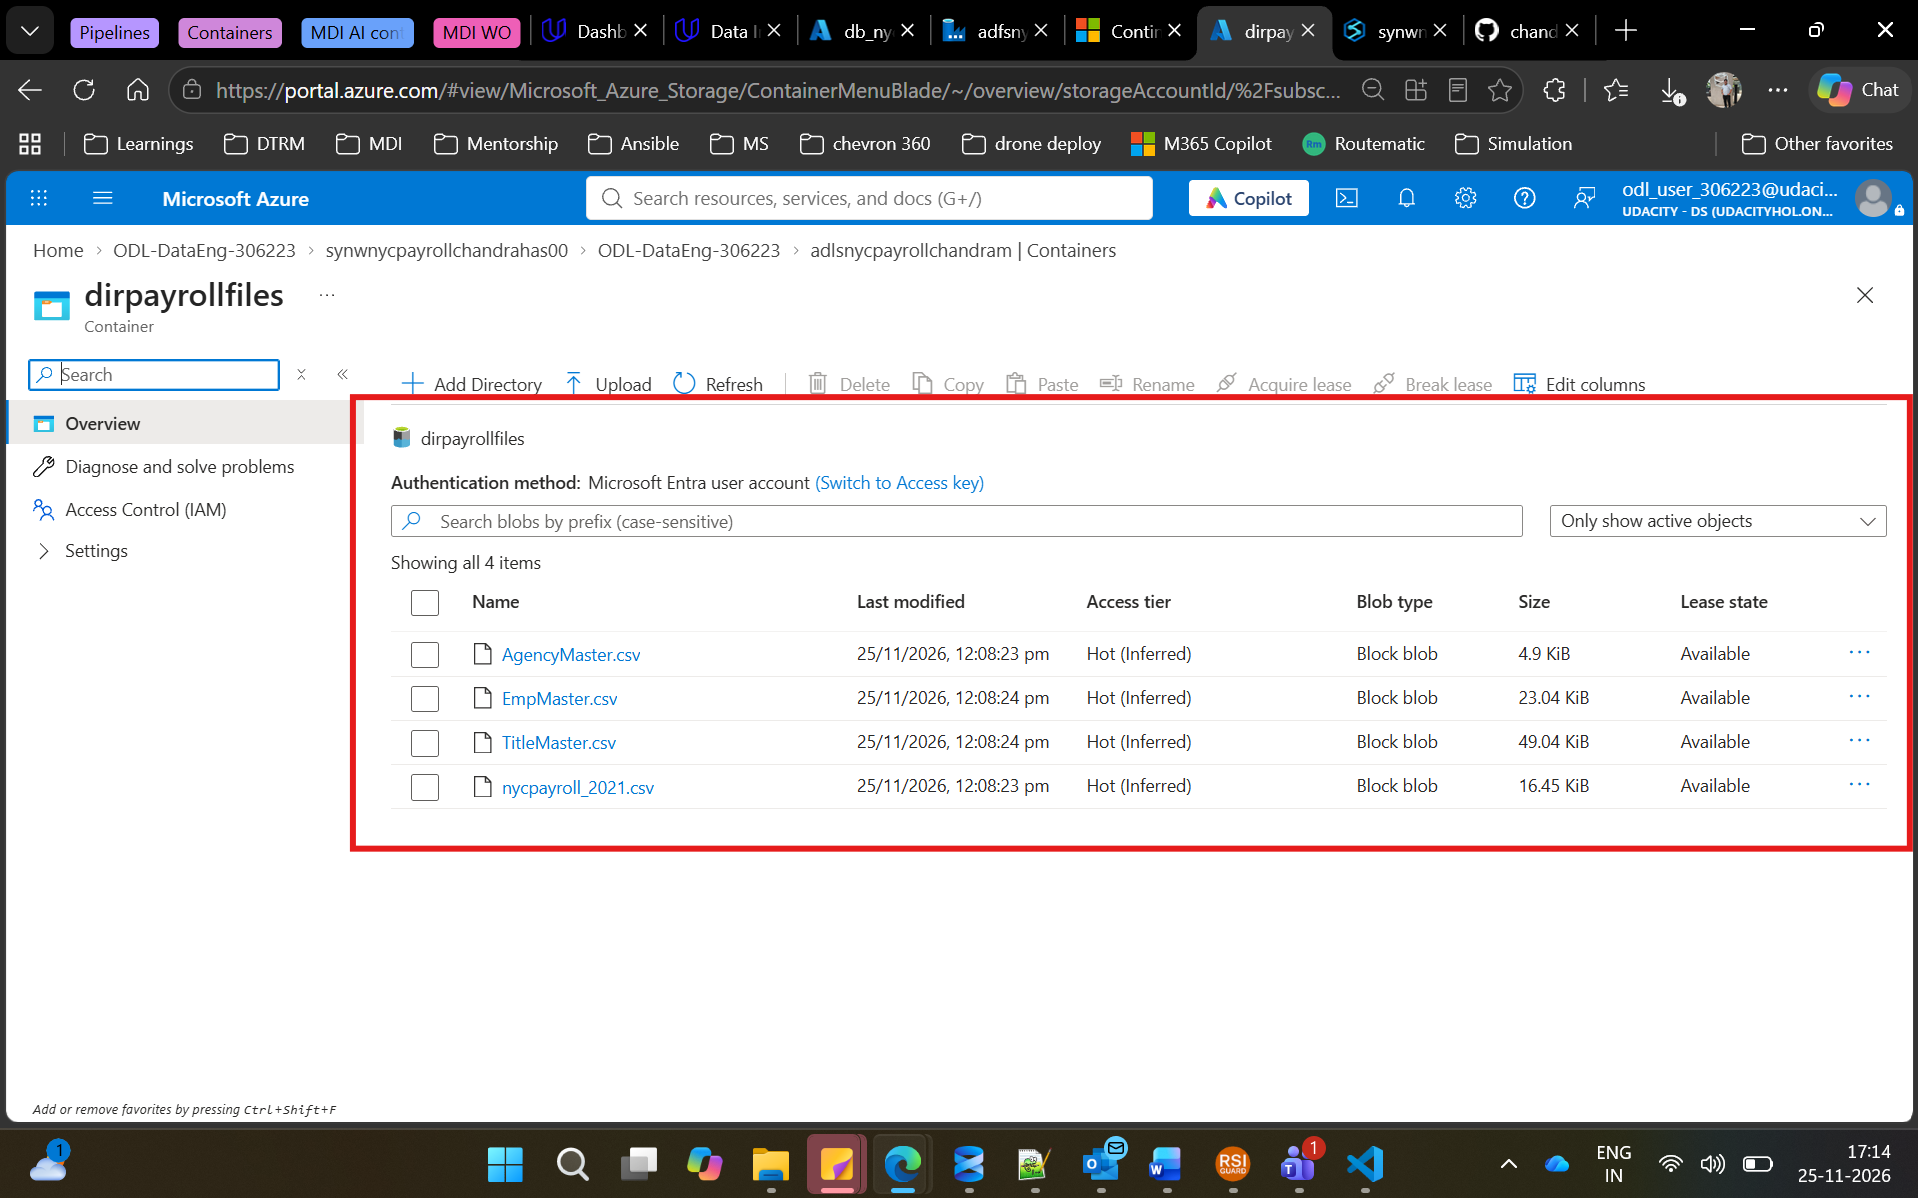 Pipelines
Containers
MDI AI cont
MDI WO
Dashb
Data I
db_ny
adfsny
Contin
dirpay
synwn
chand
https://portal.azure.com/#view/Microsoft_Azure_Storage/ContainerMenuBlade/~/overview/storageAccountId/%2Fsubsc...
Chat
Learnings
DTRM
MDI
Mentorship
Ansible
MS
chevron 360
drone deploy
M365 Copilot
Rm
Routematic
Simulation
Other favorites
Microsoft Azure
Search resources, services, and docs (G+/)
Copilot
odl_user_306223@udaci...
UDACITY - DS (UDACITYHOL.ON...
Home > ODL-DataEng-306223 > synwnycpayrollchandrahas00 > ODL-DataEng-306223 > adlsnycpayrollchandram | Containers
dirpayrollfiles ...
Container
Search
Add Directory
Upload
Refresh
Delete
Copy
Paste
Rename
Acquire lease
Break lease
Edit columns
Overview
Diagnose and solve problems
Access Control (IAM)
Settings
dirpayrollfiles
Authentication method: Microsoft Entra user account (Switch to Access key)
Search blobs by prefix (case-sensitive)
Only show active objects
Showing all 4 items
Name Last modified Access tier Blob type Size Lease state
AgencyMaster.csv 25/11/2026, 12:08:23 pm Hot (Inferred) Block blob 4.9 KiB Available ...
EmpMaster.csv 25/11/2026, 12:08:24 pm Hot (Inferred) Block blob 23.04 KiB Available ...
TitleMaster.csv 25/11/2026, 12:08:24 pm Hot (Inferred) Block blob 49.04 KiB Available ...
nycpayroll_2021.csv 25/11/2026, 12:08:23 pm Hot (Inferred) Block blob 16.45 KiB Available ...
Add or remove favorites by pressing Ctrl+Shift+F
1
RSI
GUARD
1
ENG
IN
17:14
25-11-2026